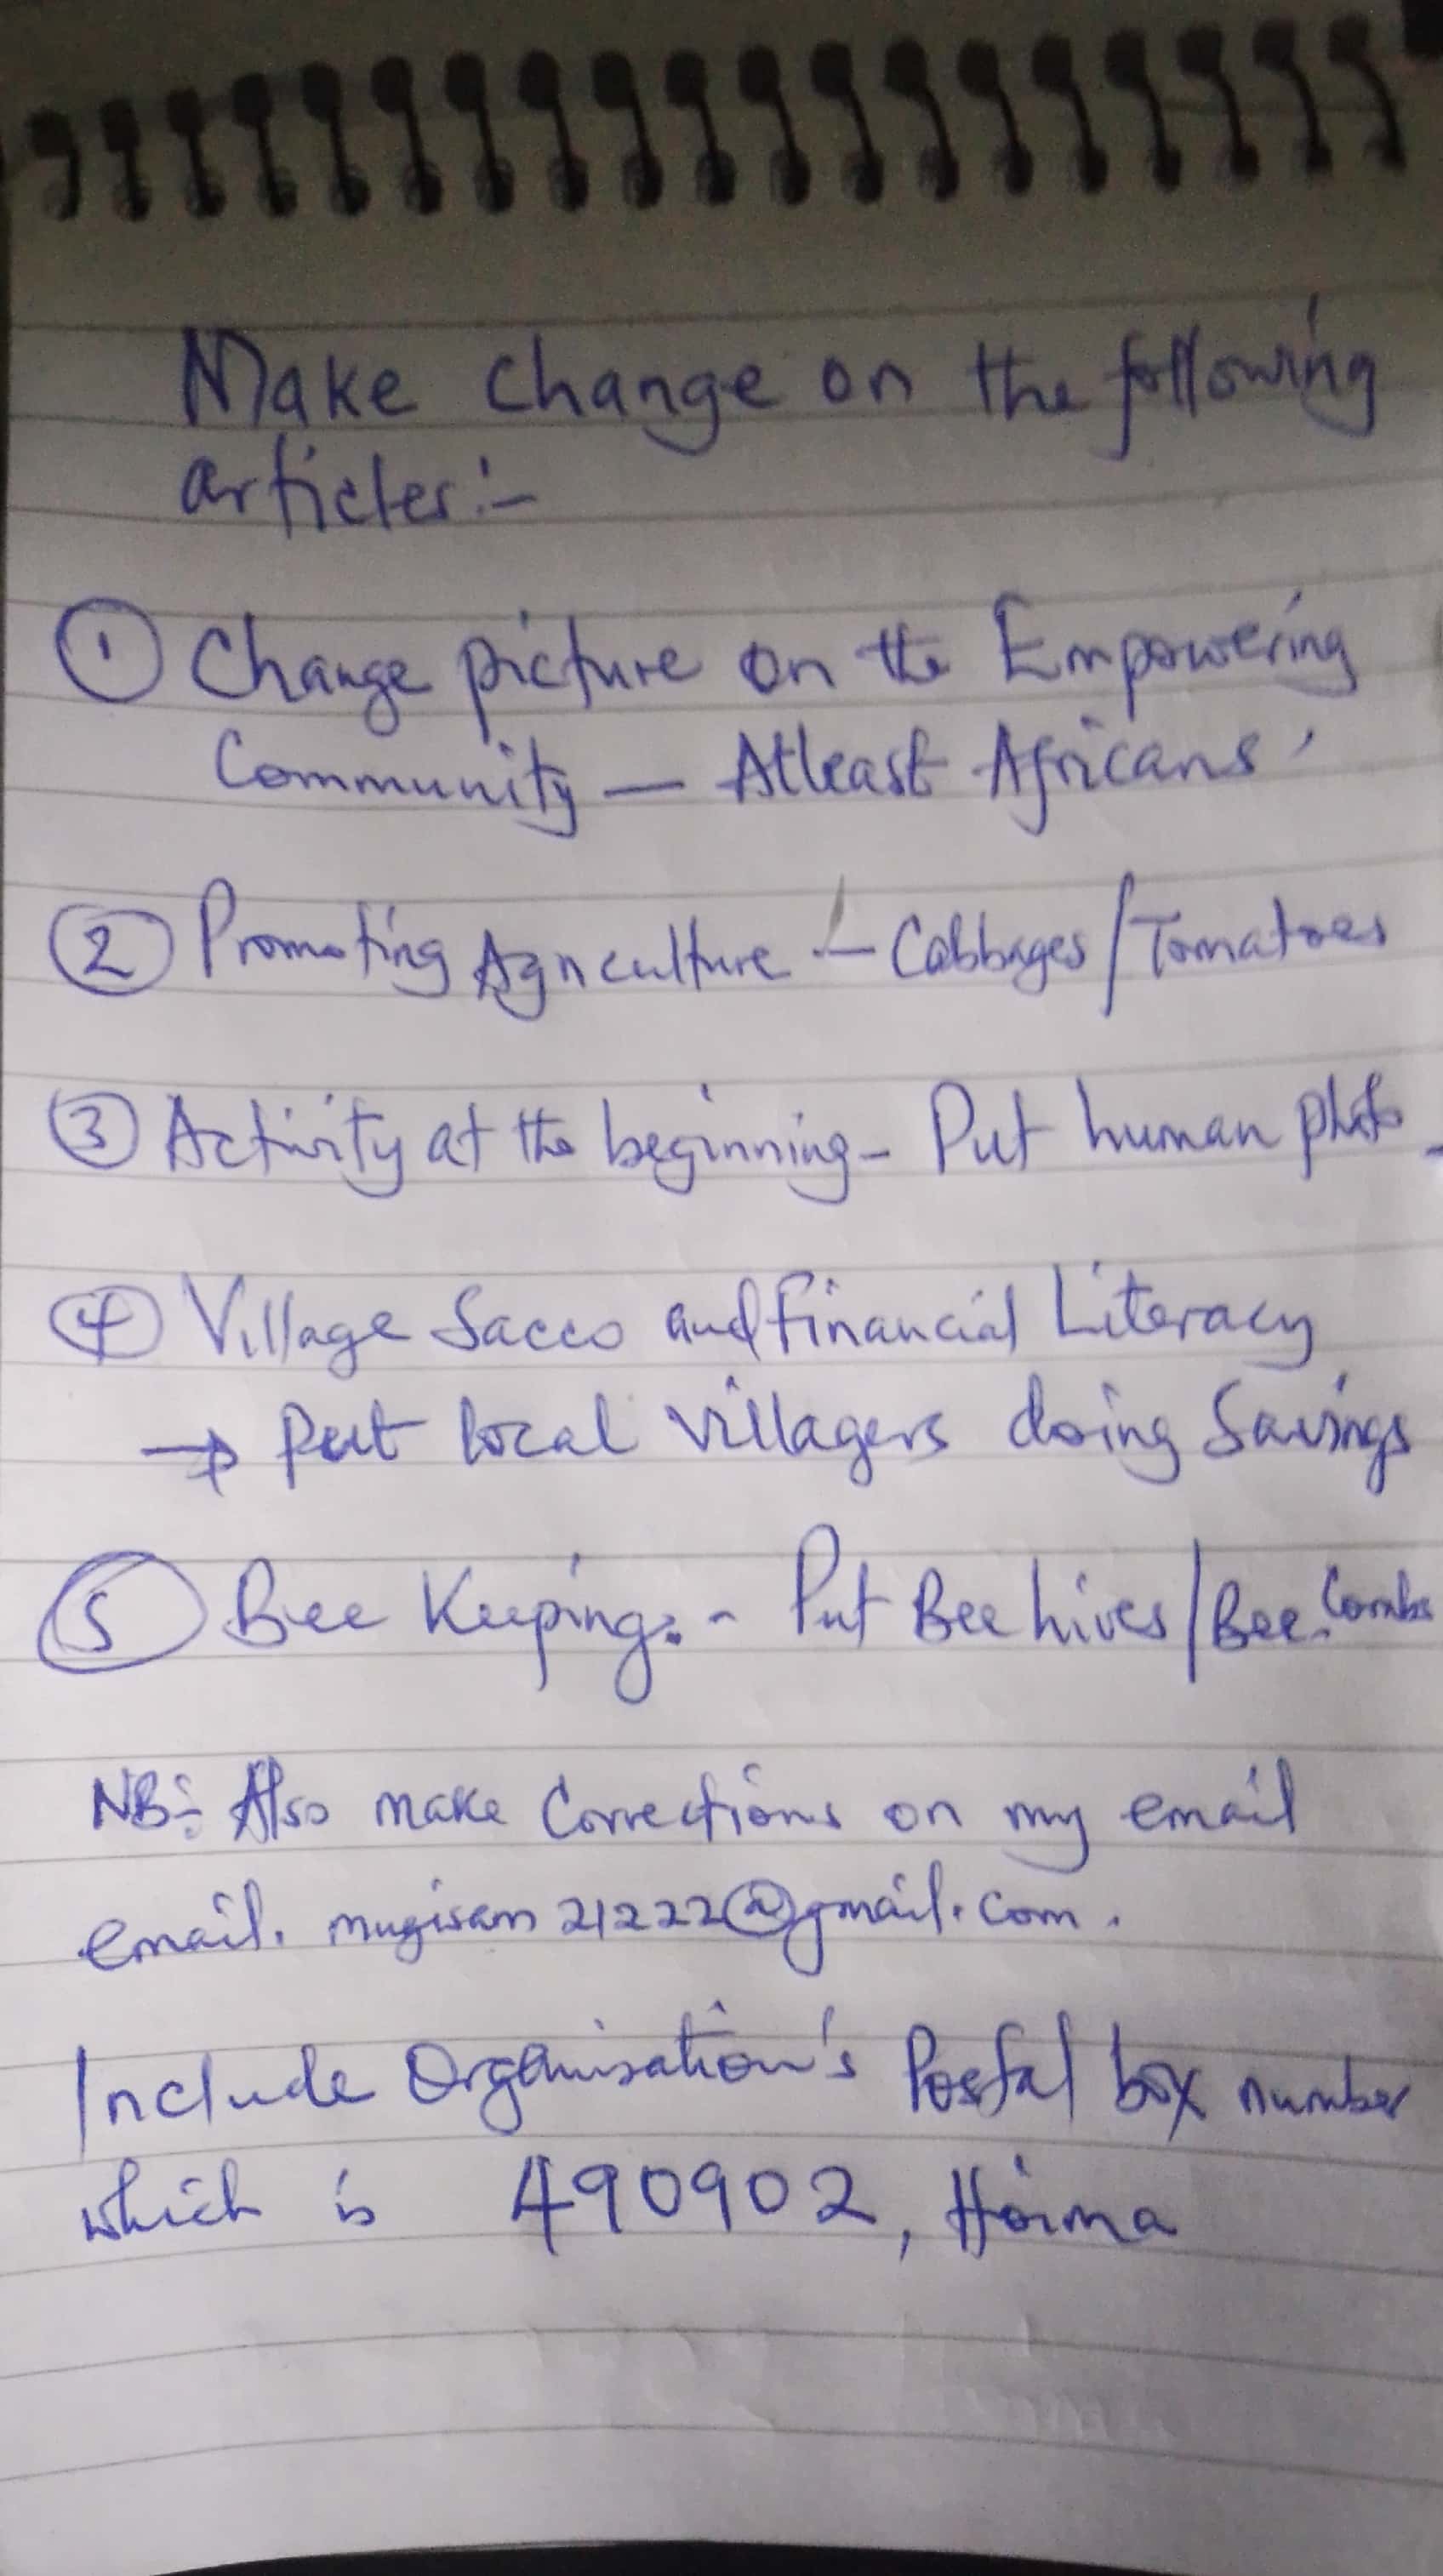 Make change on the following
articles:-
① Change picture on the Empowering
Community — Atleast Africans
② Promoting Agriculture — Cabbages/Tomatoes
③ Activity at the beginning - Put human photo
④ Village Sacco and Financial Literacy
→ Put local villagers doing Savings
⑤ Bee Keeping:- Put Bee hives/Bee Combs
NB:- Also make Corrections on my email
email. mugisam21222@gmail.com.
Include Organisation's Postal box number
which is 490902, Hoima